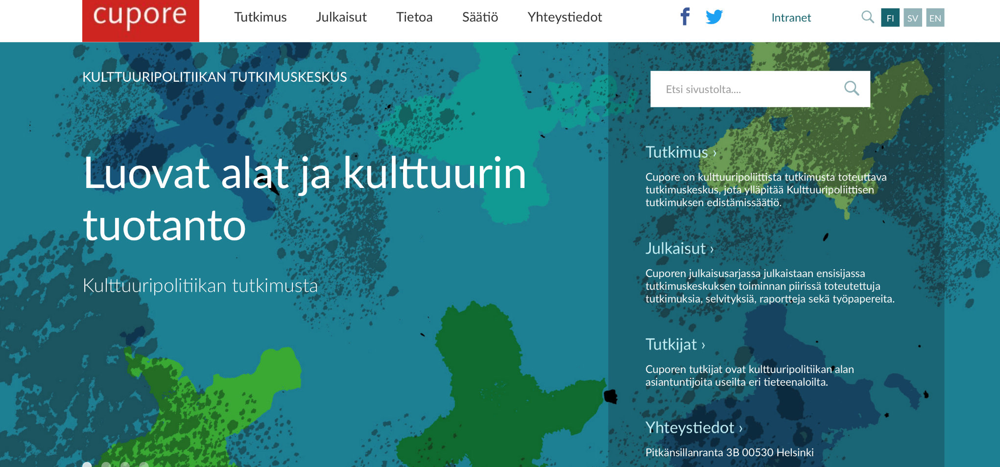 cupore
Tutkimus
Julkaisut
Tietoa
Säätiö
Yhteystiedot
Intranet
FI
SV
EN
KULTTUURIPOLITIIKAN TUTKIMUSKESKUS
Luovat alat ja kulttuurin
tuotanto
Kulttuuripolitiikan tutkimusta
Etsi sivustolta....
Tutkimus ›
Cupore on kulttuuripoliittista tutkimusta toteuttava
tutkimuskeskus, jota ylläpitää Kulttuuripoliittisen
tutkimuksen edistämissäätiö.
Julkaisut ›
Cuporen julkaisusarjassa julkaistaan ensisijassa
tutkimuskeskuksen toiminnan piirissä toteutettuja
tutkimuksia, selvityksiä, raportteja sekä työpapereita.
Tutkijat ›
Cuporen tutkijat ovat kulttuuripolitiikan alan
asiantuntijoita useilta eri tieteenaloilta.
Yhteystiedot ›
Pitkänsillanranta 3B 00530 Helsinki